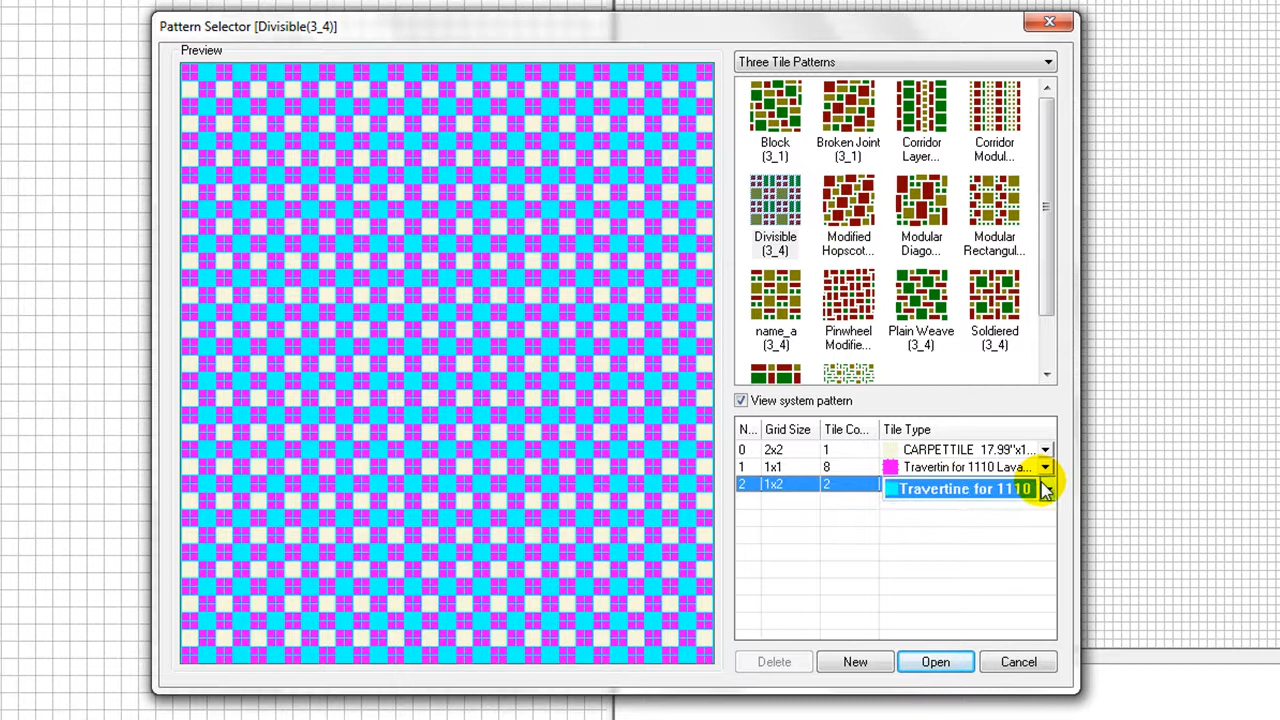 Pattern Selector [Divisible(3_4)]
Preview
Three Tile Patterns
Block
(3_1)
Broken Joint
(3_1)
Corridor
Layer...
Corridor
Modul...
Divisible
(3_4)
Modified
Hopscot...
Modular
Diago...
Modular
Rectangul...
name_a
(3_4)
Pinwheel
Modifie...
Plain Weave
(3_4)
Soldiered
(3_4)
View system pattern
N... Grid Size Tile Co... Tile Type
0 2x2 1 CARPETTILE 17.99"x1...
1 1x1 8 Travertin for 1110 Lava...
2 1x2 2 Travertine for 1110
Delete New Open Cancel